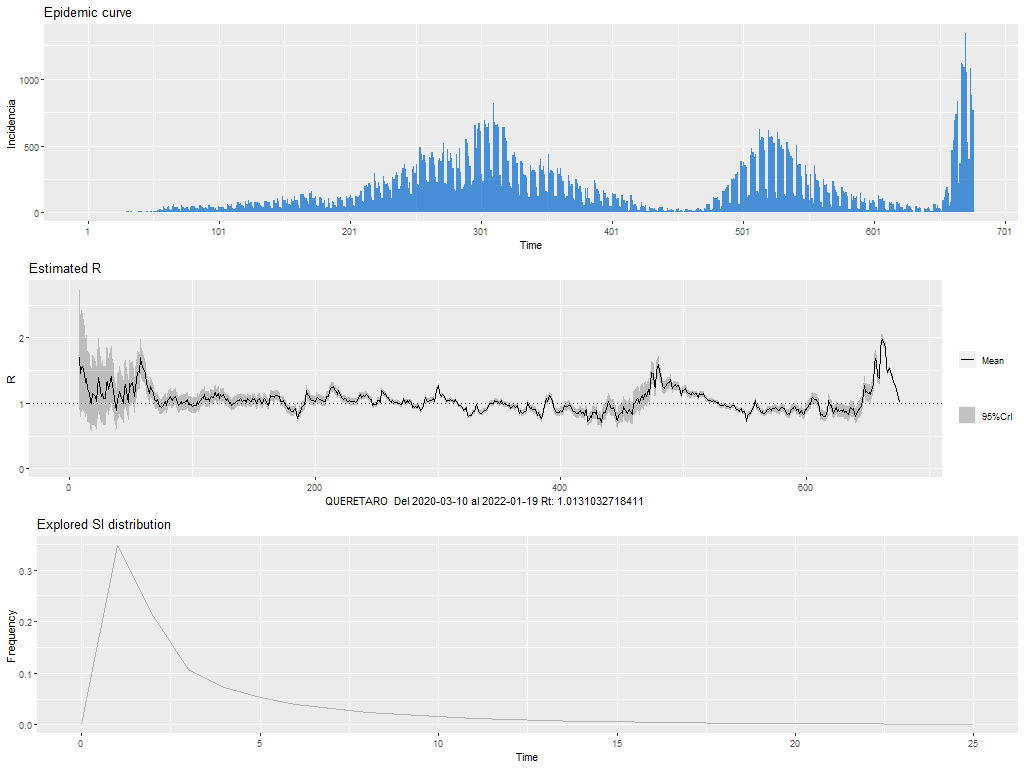 Epidemic curve
1000
500
0
Incidencia
1 101 201 301 401 501 601 701
Time
Estimated R
2
1
0
R
0 200 400 600
QUERETARO Del 2020-03-10 al 2022-01-19 Rt: 1.0131032718411
Mean
95%CrI
Explored SI distribution
0.3
0.2
0.1
0.0
Frequency
0 5 10 15 20 25
Time